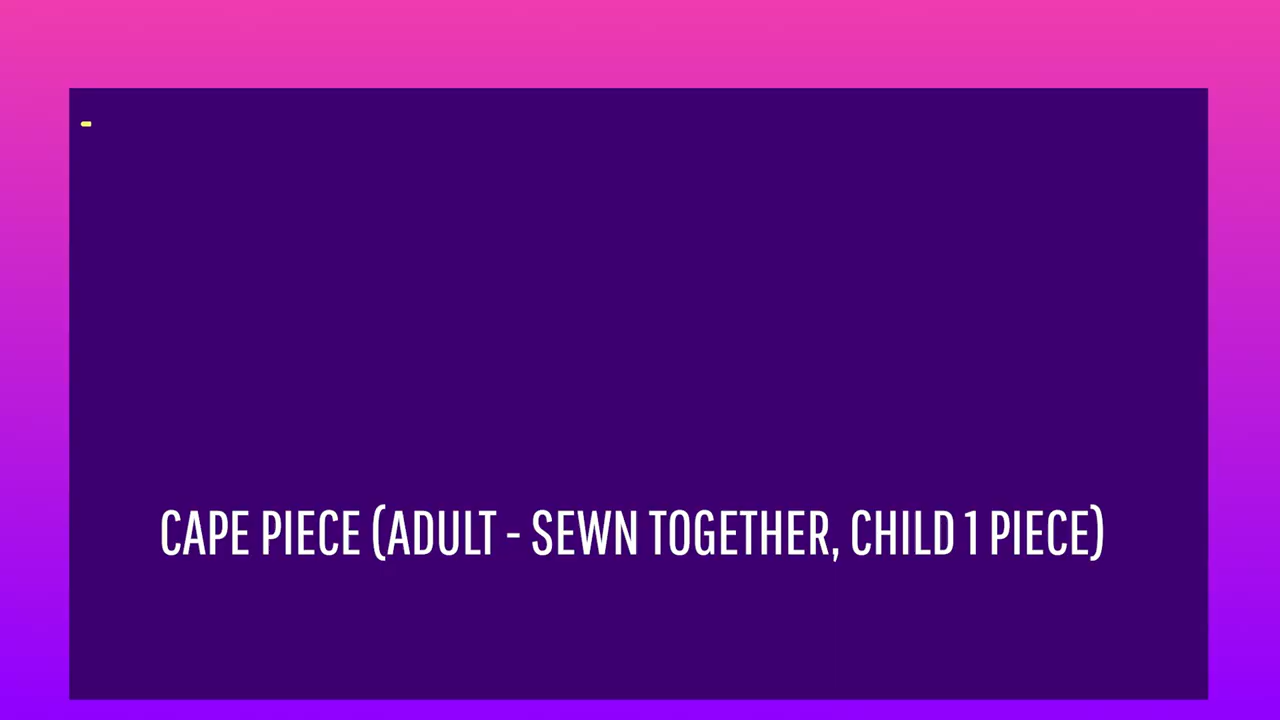 -
CAPE PIECE (ADULT - SEWN TOGETHER, CHILD 1 PIECE)